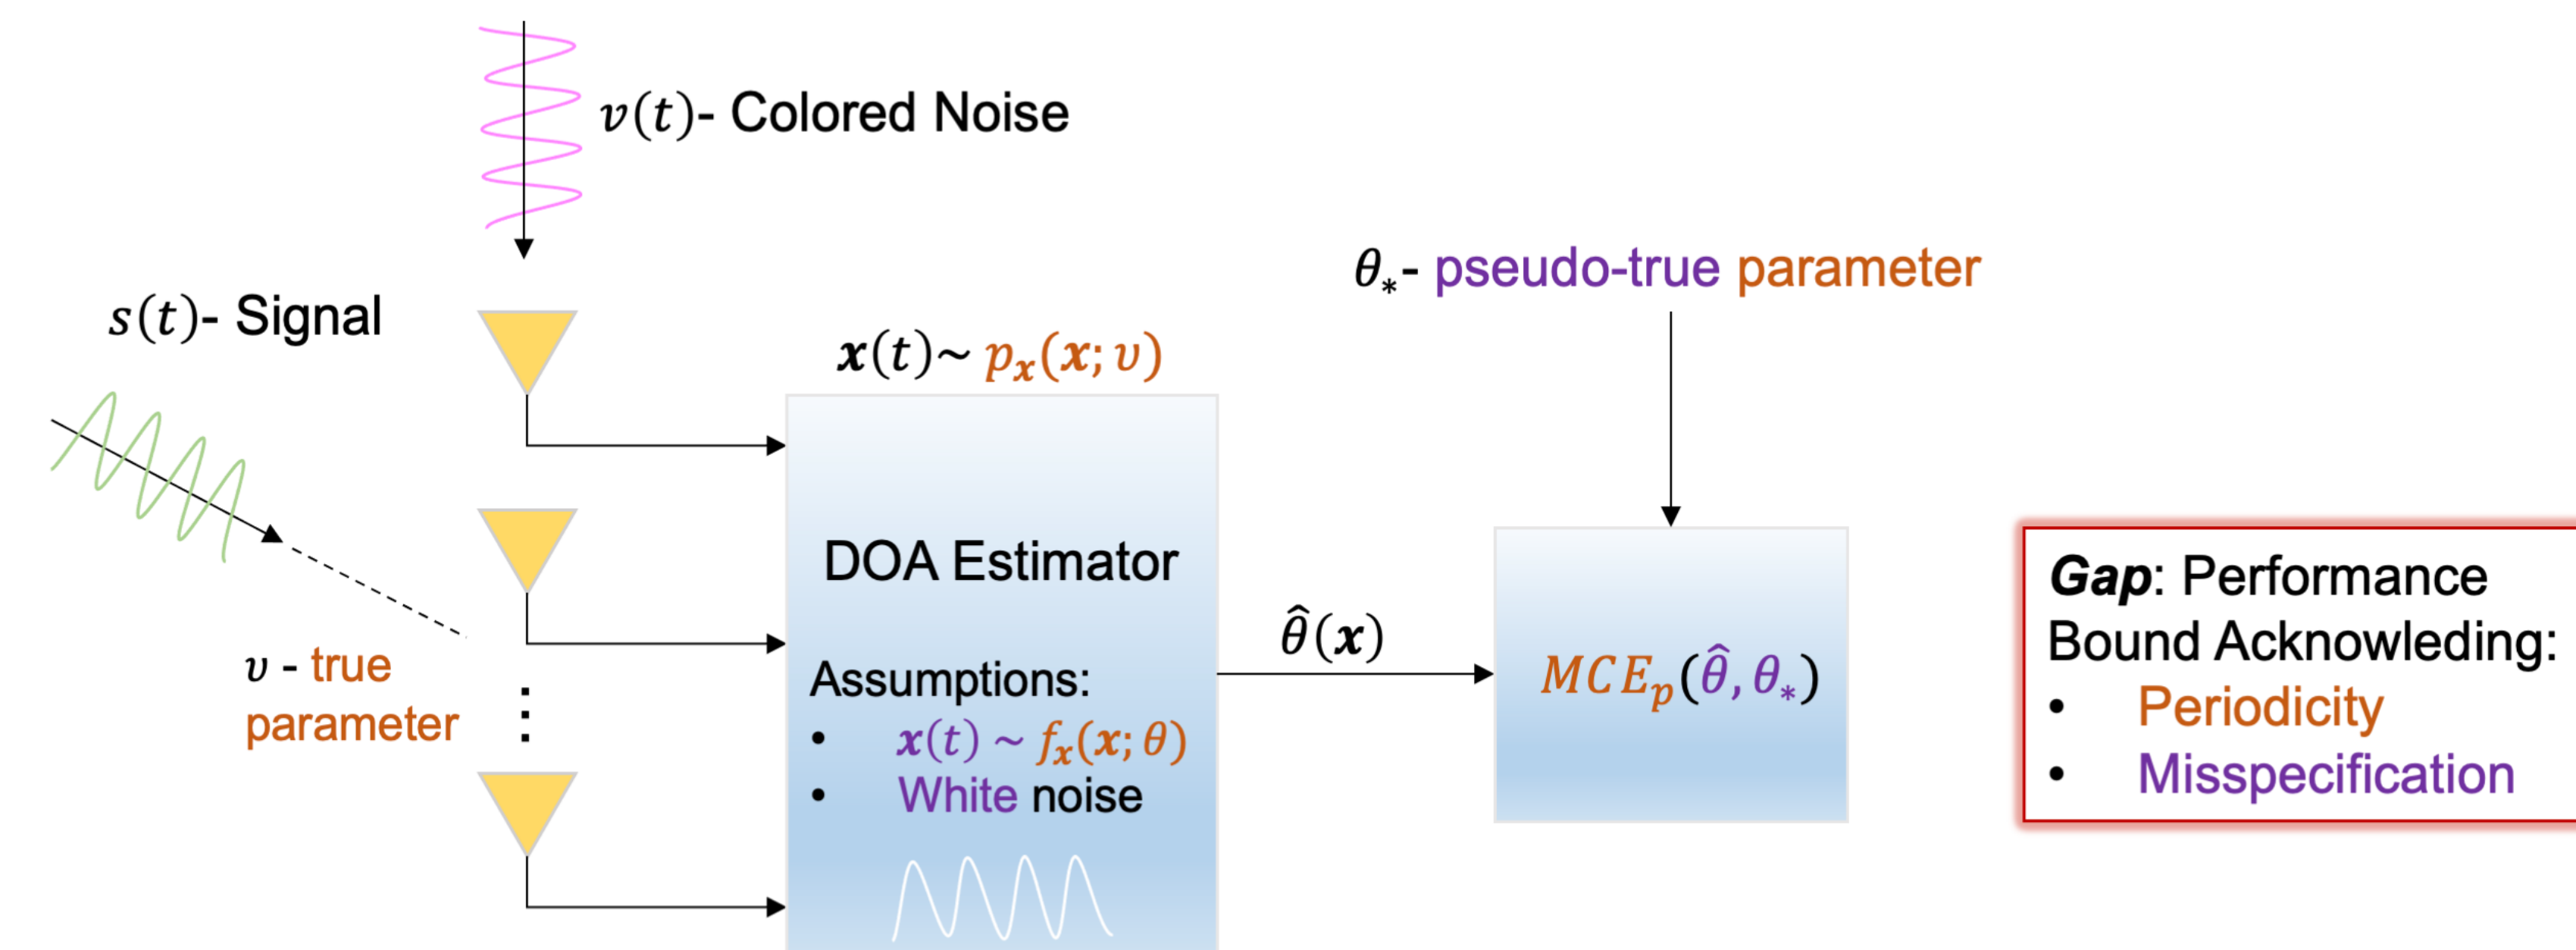 v(t)- Colored Noise
s(t)- Signal
υ - true
parameter
⋮
x(t)~ pₓ(x; υ)
DOA Estimator
Assumptions:
• x(t) ~ fₓ(x; θ)
• White noise
θ̂(x)
θ∗- pseudo-true parameter
MCEₚ(θ̂, θ∗)
Gap: Performance
Bound Acknowleding:
• Periodicity
• Misspecification